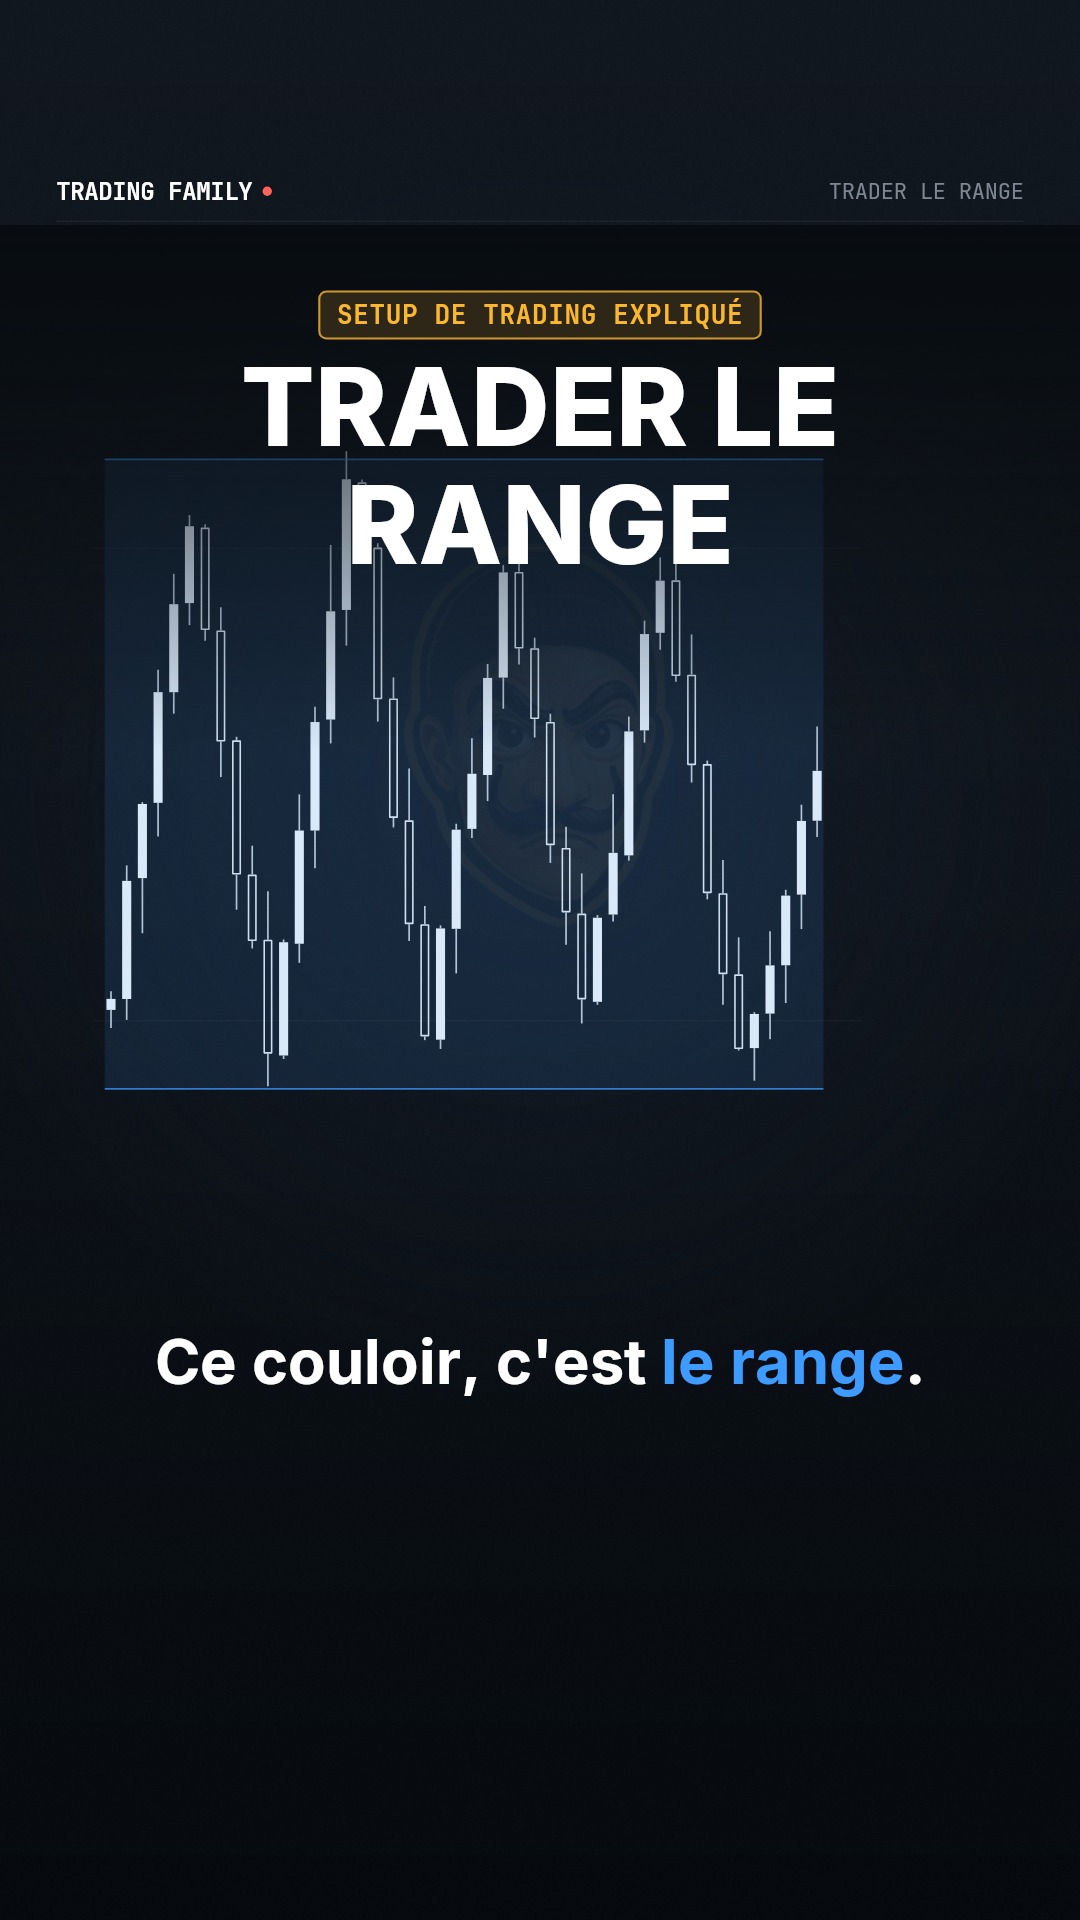 TRADING FAMILY
TRADER LE RANGE
SETUP DE TRADING EXPLIQUÉ
TRADER LE
RANGE
Ce couloir, c'est le range.